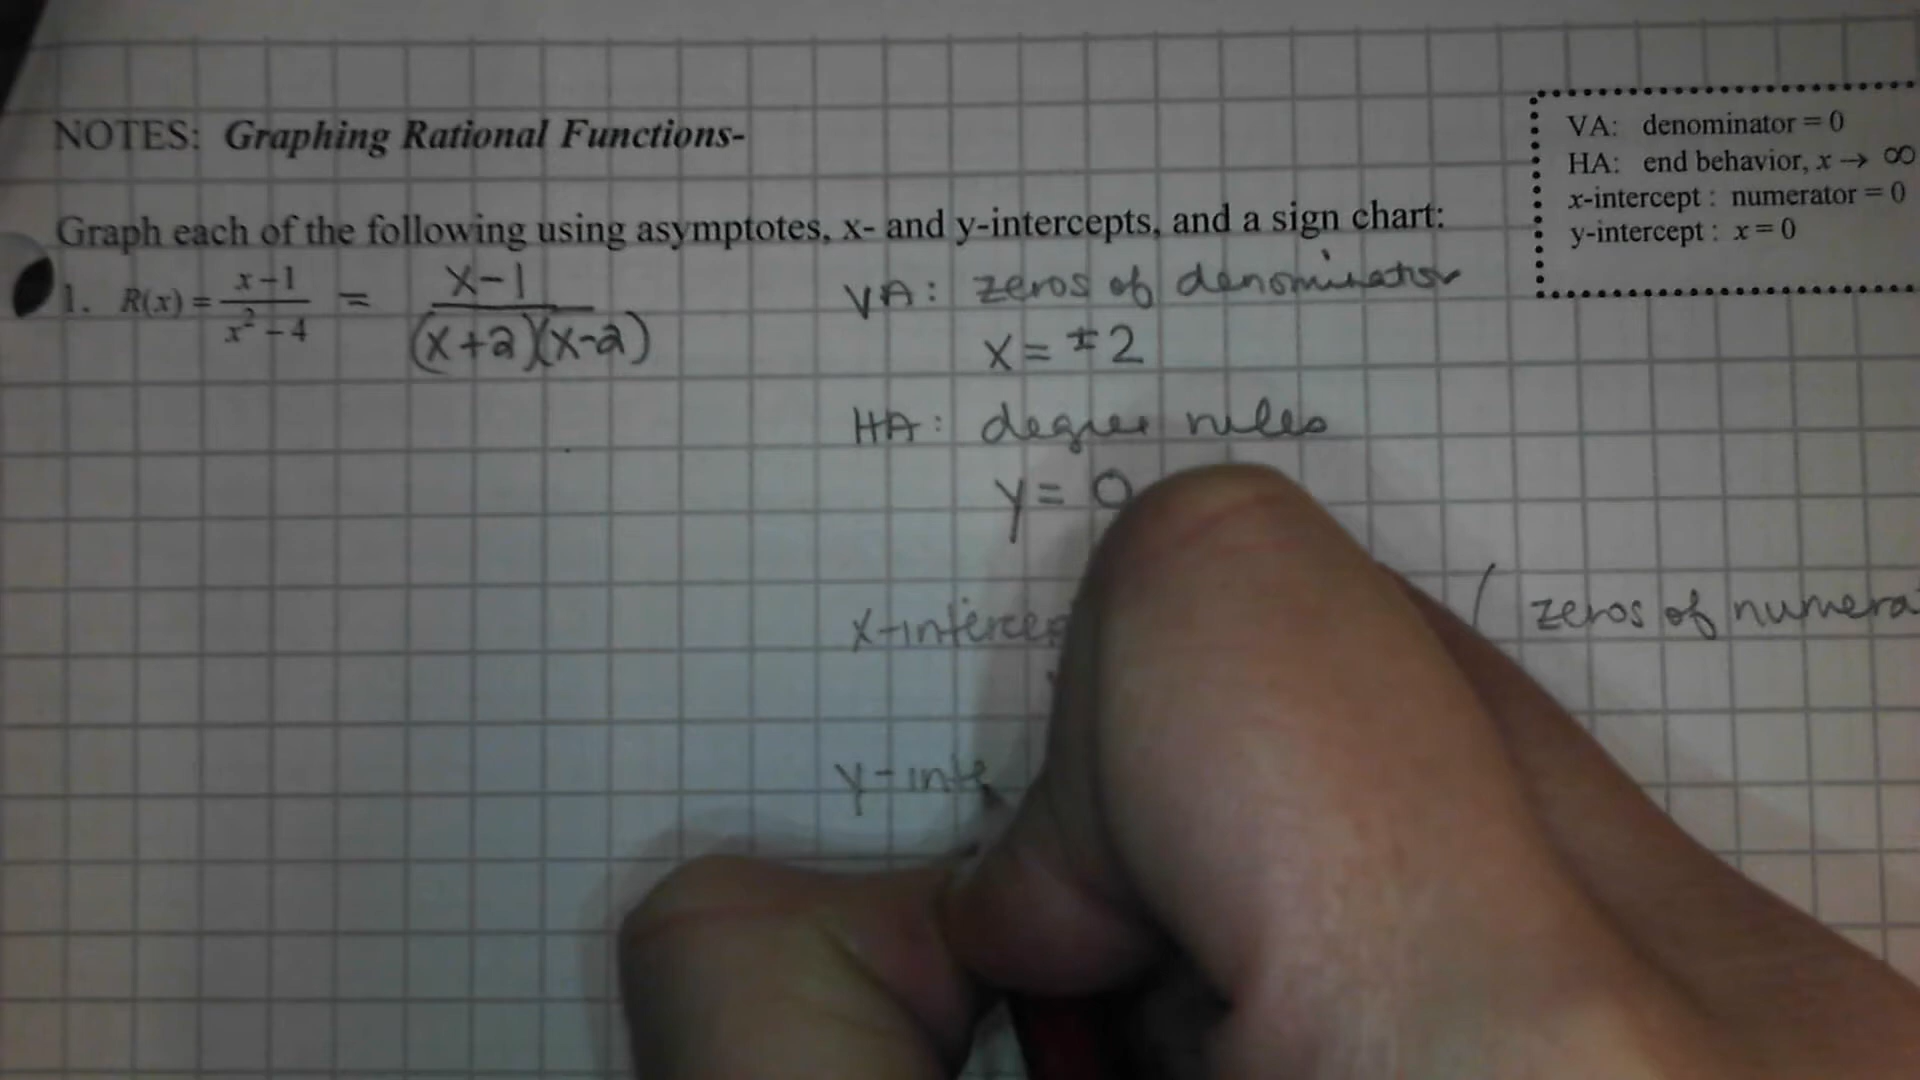 NOTES: Graphing Rational Functions-
VA: denominator = 0
HA: end behavior, x → ∞
x-intercept : numerator = 0
y-intercept : x = 0
Graph each of the following using asymptotes, x- and y-intercepts, and a sign chart:
1. R(x) = x-1 / x² - 4 = x-1 / (x+2)(x-2)
VA: zeros of denominator
x = ±2
HA: degree rules
y = 0
x-intercep ( zeros of numera
y-inte